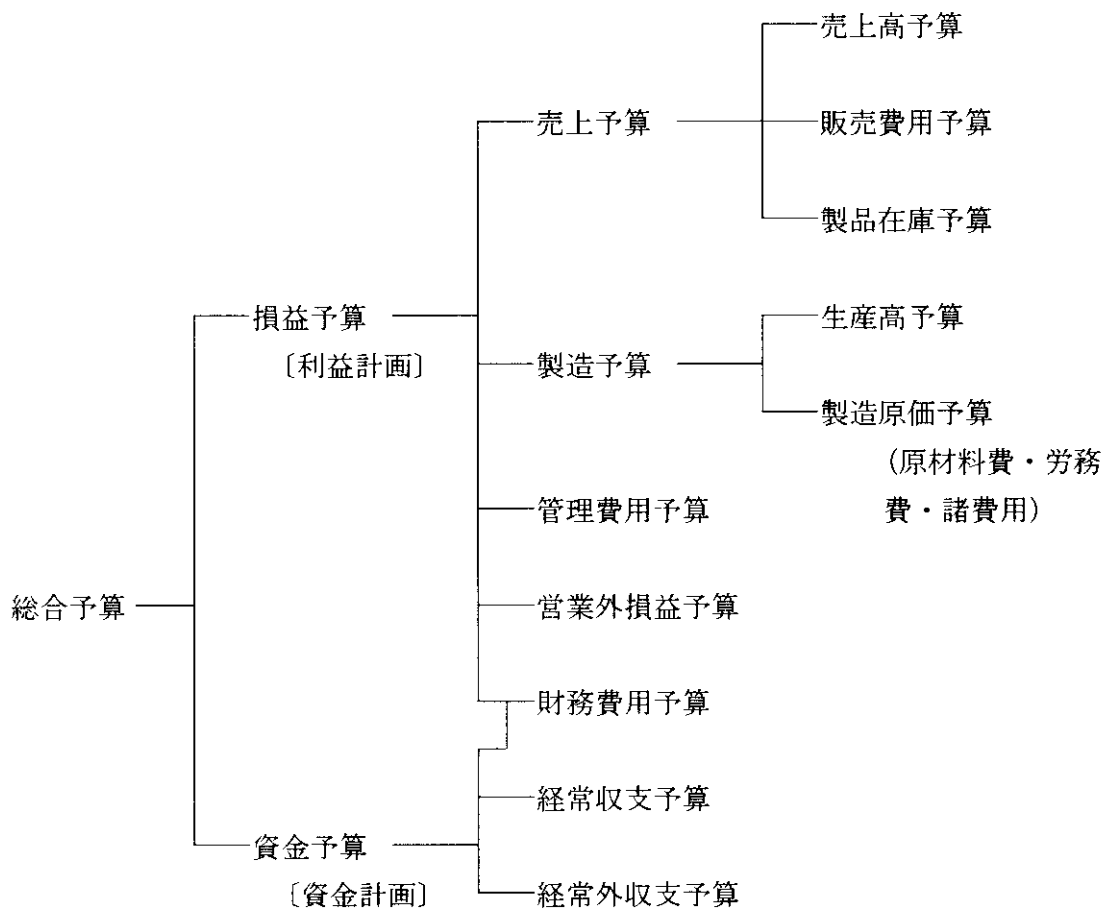 売上高予算
売上予算
販売費用予算
製品在庫予算
損益予算
〔利益計画〕
生産高予算
製造予算
製造原価予算
(原材料費・労務
費・諸費用)
管理費用予算
総合予算
営業外損益予算
財務費用予算
経常収支予算
資金予算
〔資金計画〕
経常外収支予算